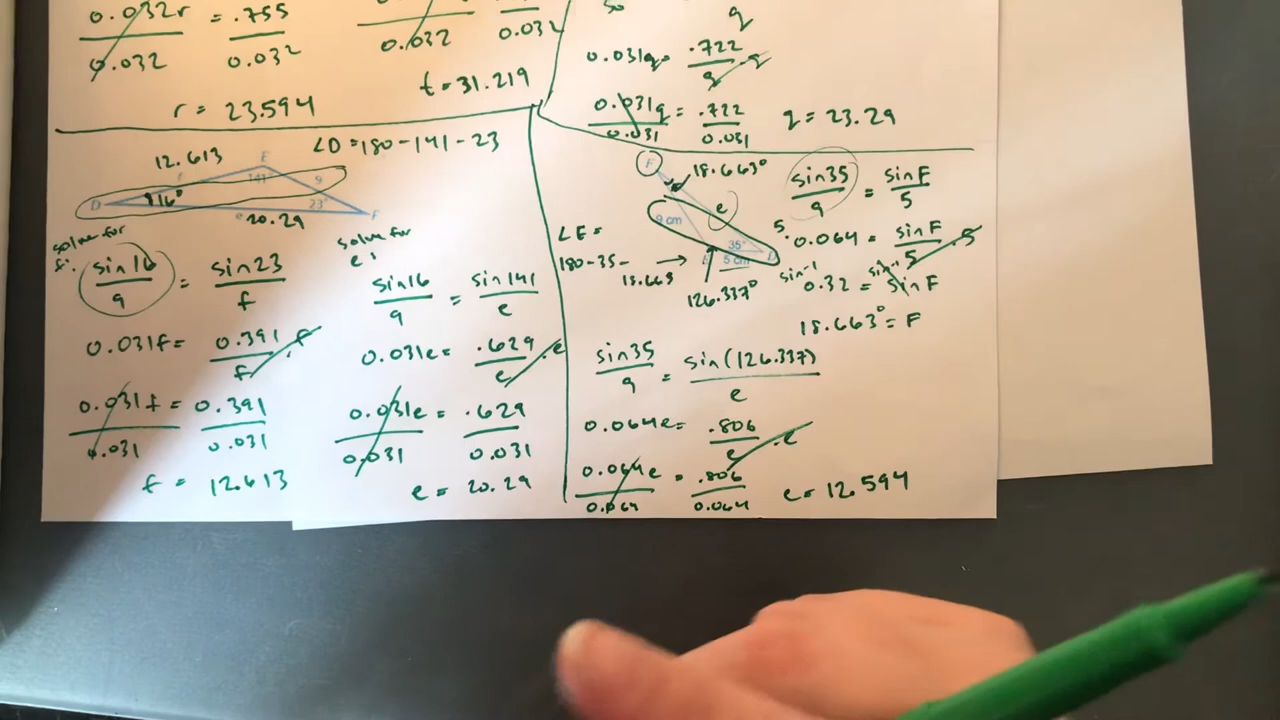 0.032r = .755
0.032 0.032
r = 23.594
0.032 0.032
t = 31.219
so q
0.031q = .722 · q
q
0.031q = .722
0.031 0.031
q = 23.29
∠D = 180 - 141 - 23
12.613
E
141
9
16°
23°
D
F
20.29
solve for
f:
sin16 = sin23
9 f
0.031f = 0.391 · f
f
0.031f = 0.391
0.031 0.031
f = 12.613
solve for
e:
sin16 = sin141
9 e
0.031e = .629 · e
e
0.031e = .629
0.031 0.031
e = 20.29
F
18.663°
e
9 cm
35°
5 cm
126.337°
∠E =
180-35-
18.663
sin35 = sinF
9 5
5 · 0.064 = sinF · 5
5
sin⁻¹ 0.32 = sin⁻¹ sinF
18.663° = F
sin35 = sin(126.337)
9 e
0.064e = .806 · e
e
0.064e = .806
0.064 0.064
e = 12.594